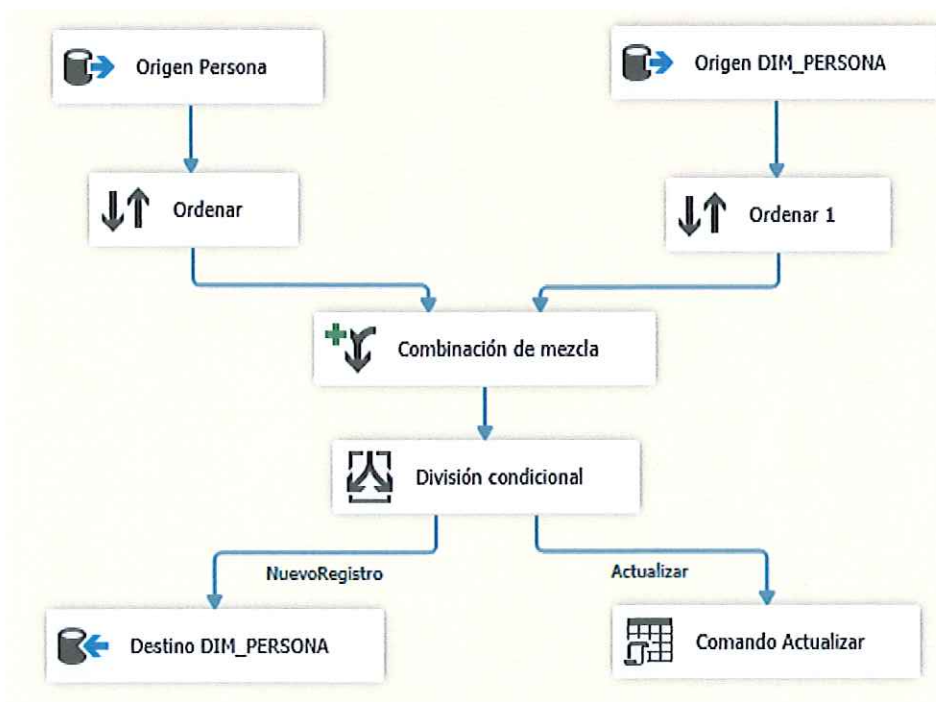 Origen Persona
Origen DIM_PERSONA
Ordenar
Ordenar 1
Combinación de mezcla
División condicional
NuevoRegistro
Actualizar
Destino DIM_PERSONA
Comando Actualizar